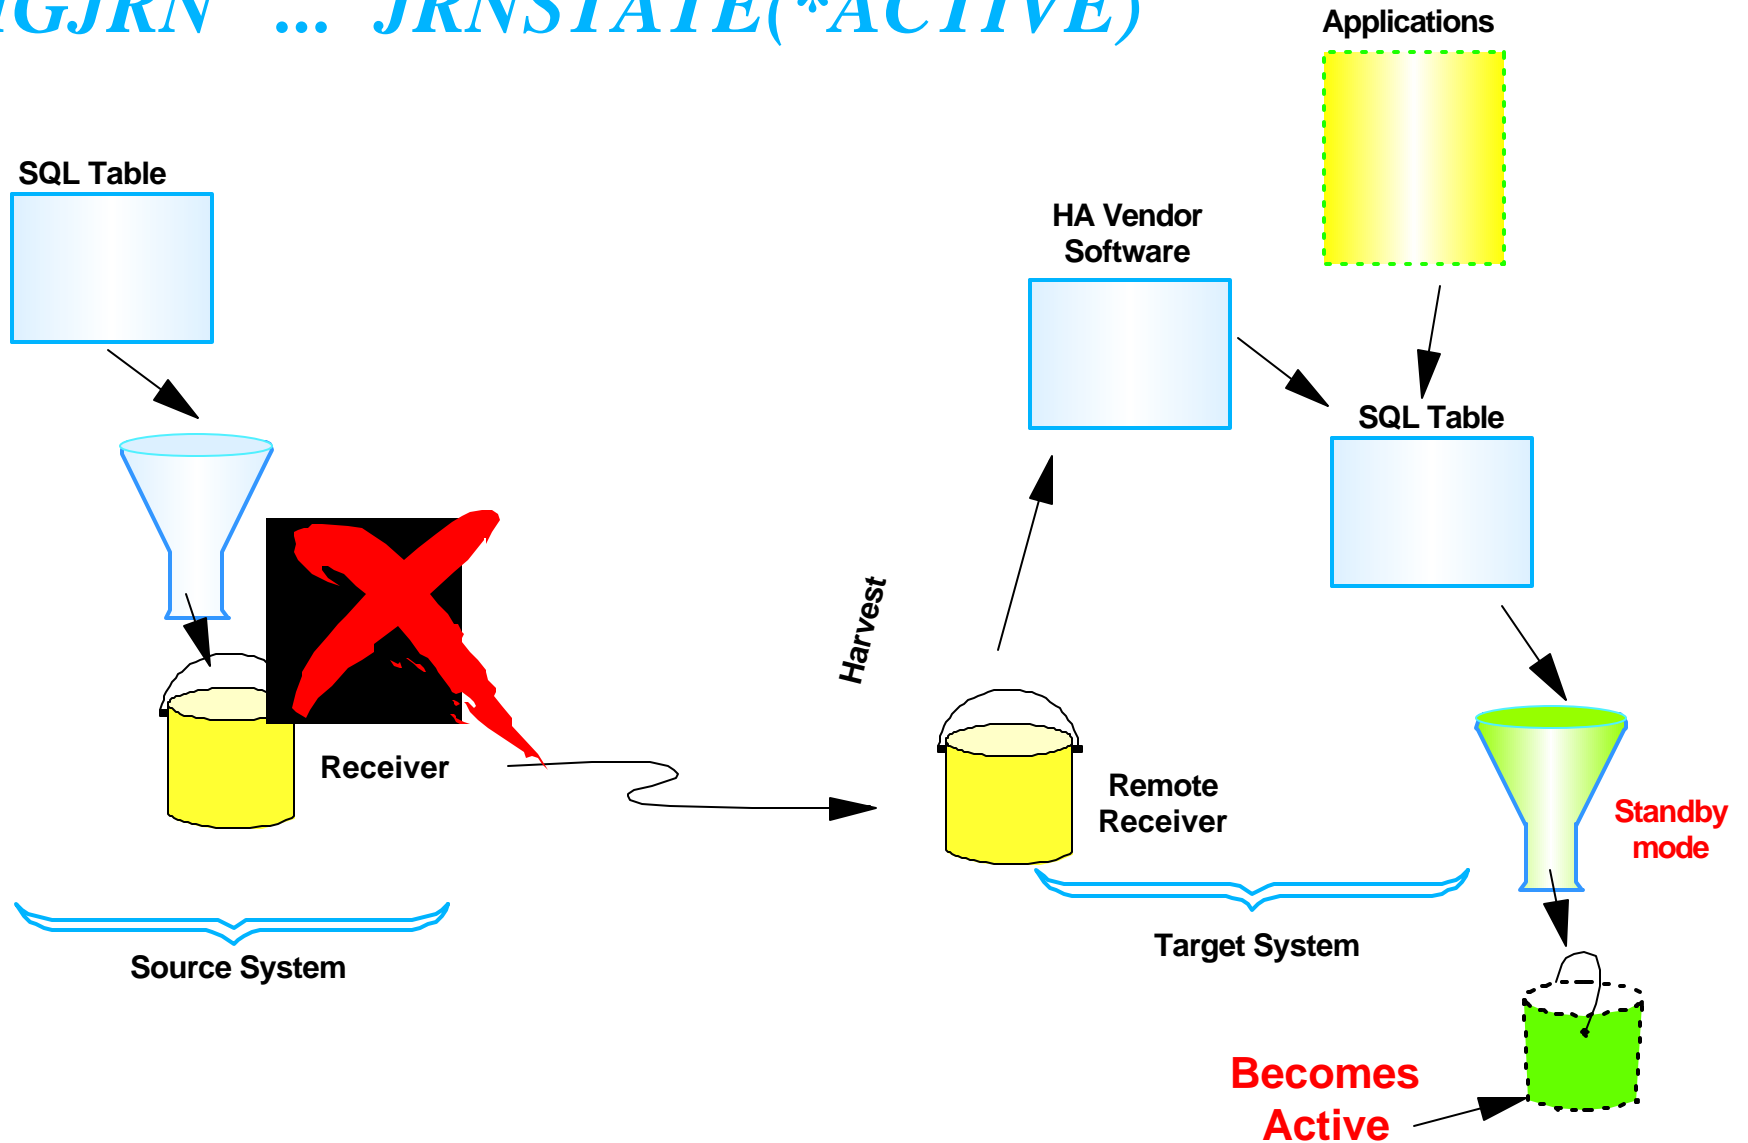 ... JRNSTATE(*ACTIVE)
Applications
SQL Table
HA Vendor
Software
SQL Table
Harvest
Receiver
Remote
Receiver
Standby
mode
Source System
Target System
Becomes
Active